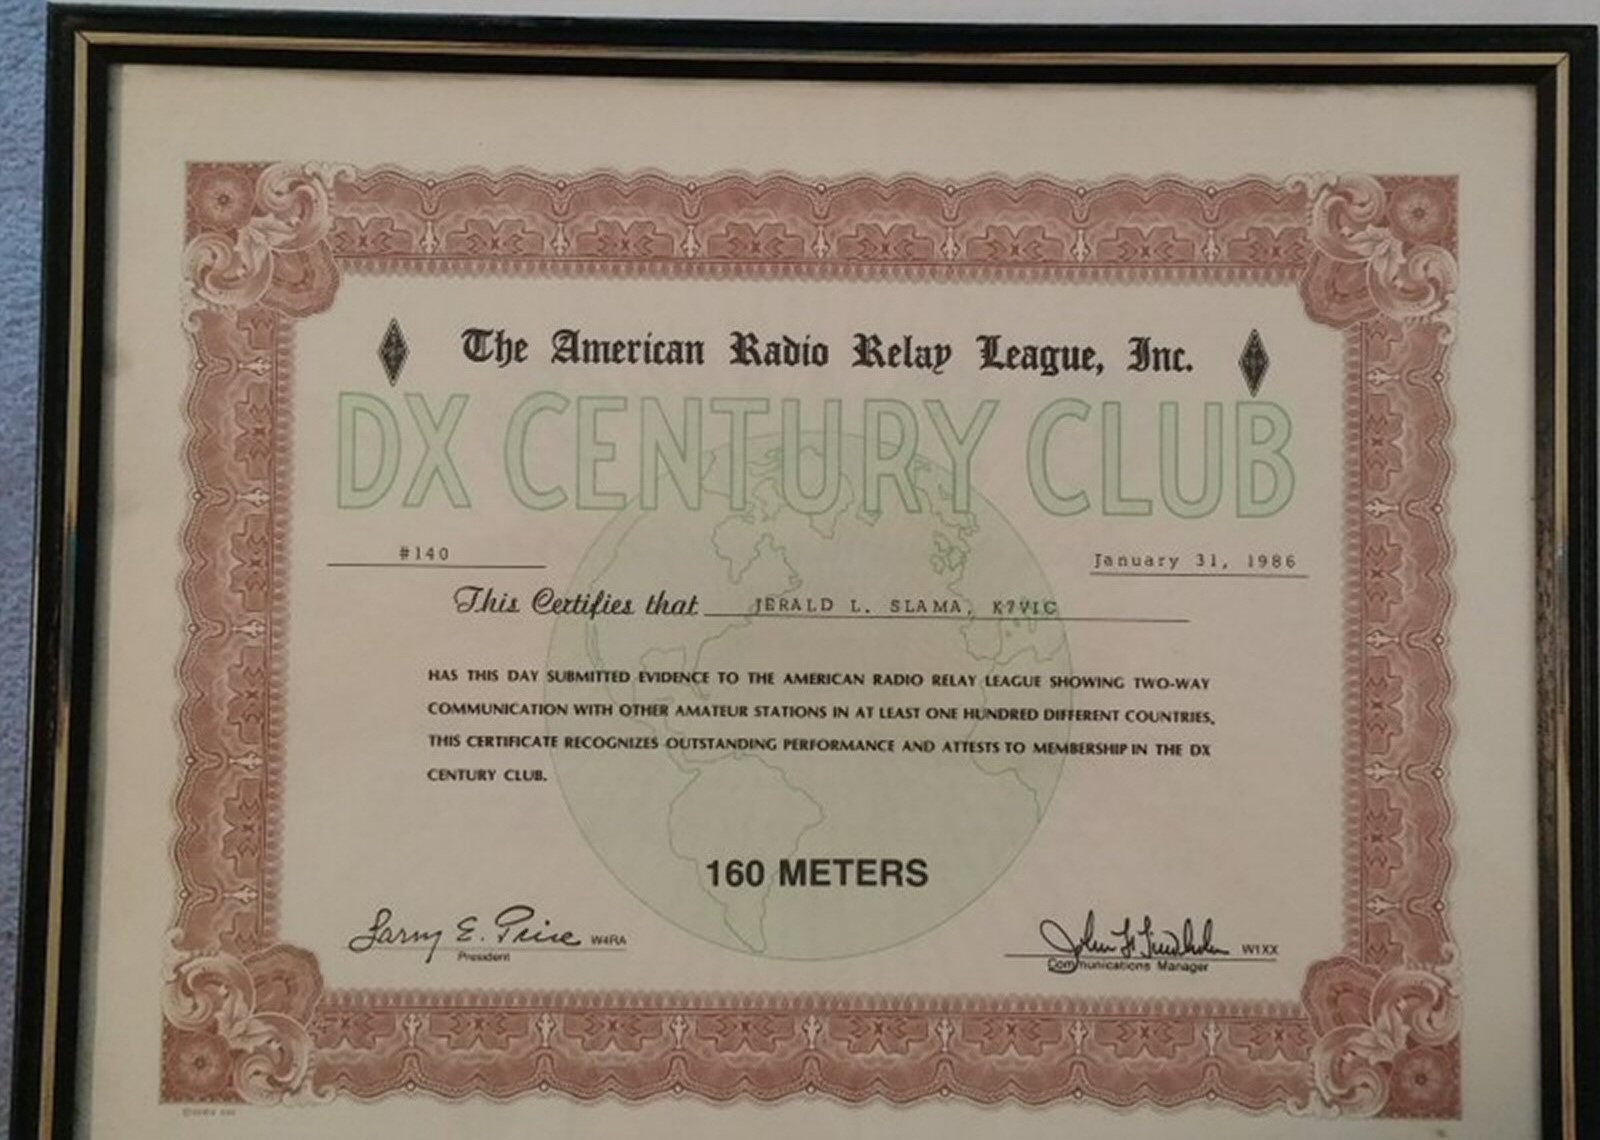 The American Radio Relay League, Inc.
DX CENTURY CLUB
#140
January 31, 1986
This Certifies that JERALD L. SLAMA, K7VIC
HAS THIS DAY SUBMITTED EVIDENCE TO THE AMERICAN RADIO RELAY LEAGUE SHOWING TWO-WAY
COMMUNICATION WITH OTHER AMATEUR STATIONS IN AT LEAST ONE HUNDRED DIFFERENT COUNTRIES.
THIS CERTIFICATE RECOGNIZES OUTSTANDING PERFORMANCE AND ATTESTS TO MEMBERSHIP IN THE DX
CENTURY CLUB.
160 METERS
Larry E. Price W4RA
President
John F. Lindholm W1XX
Communications Manager